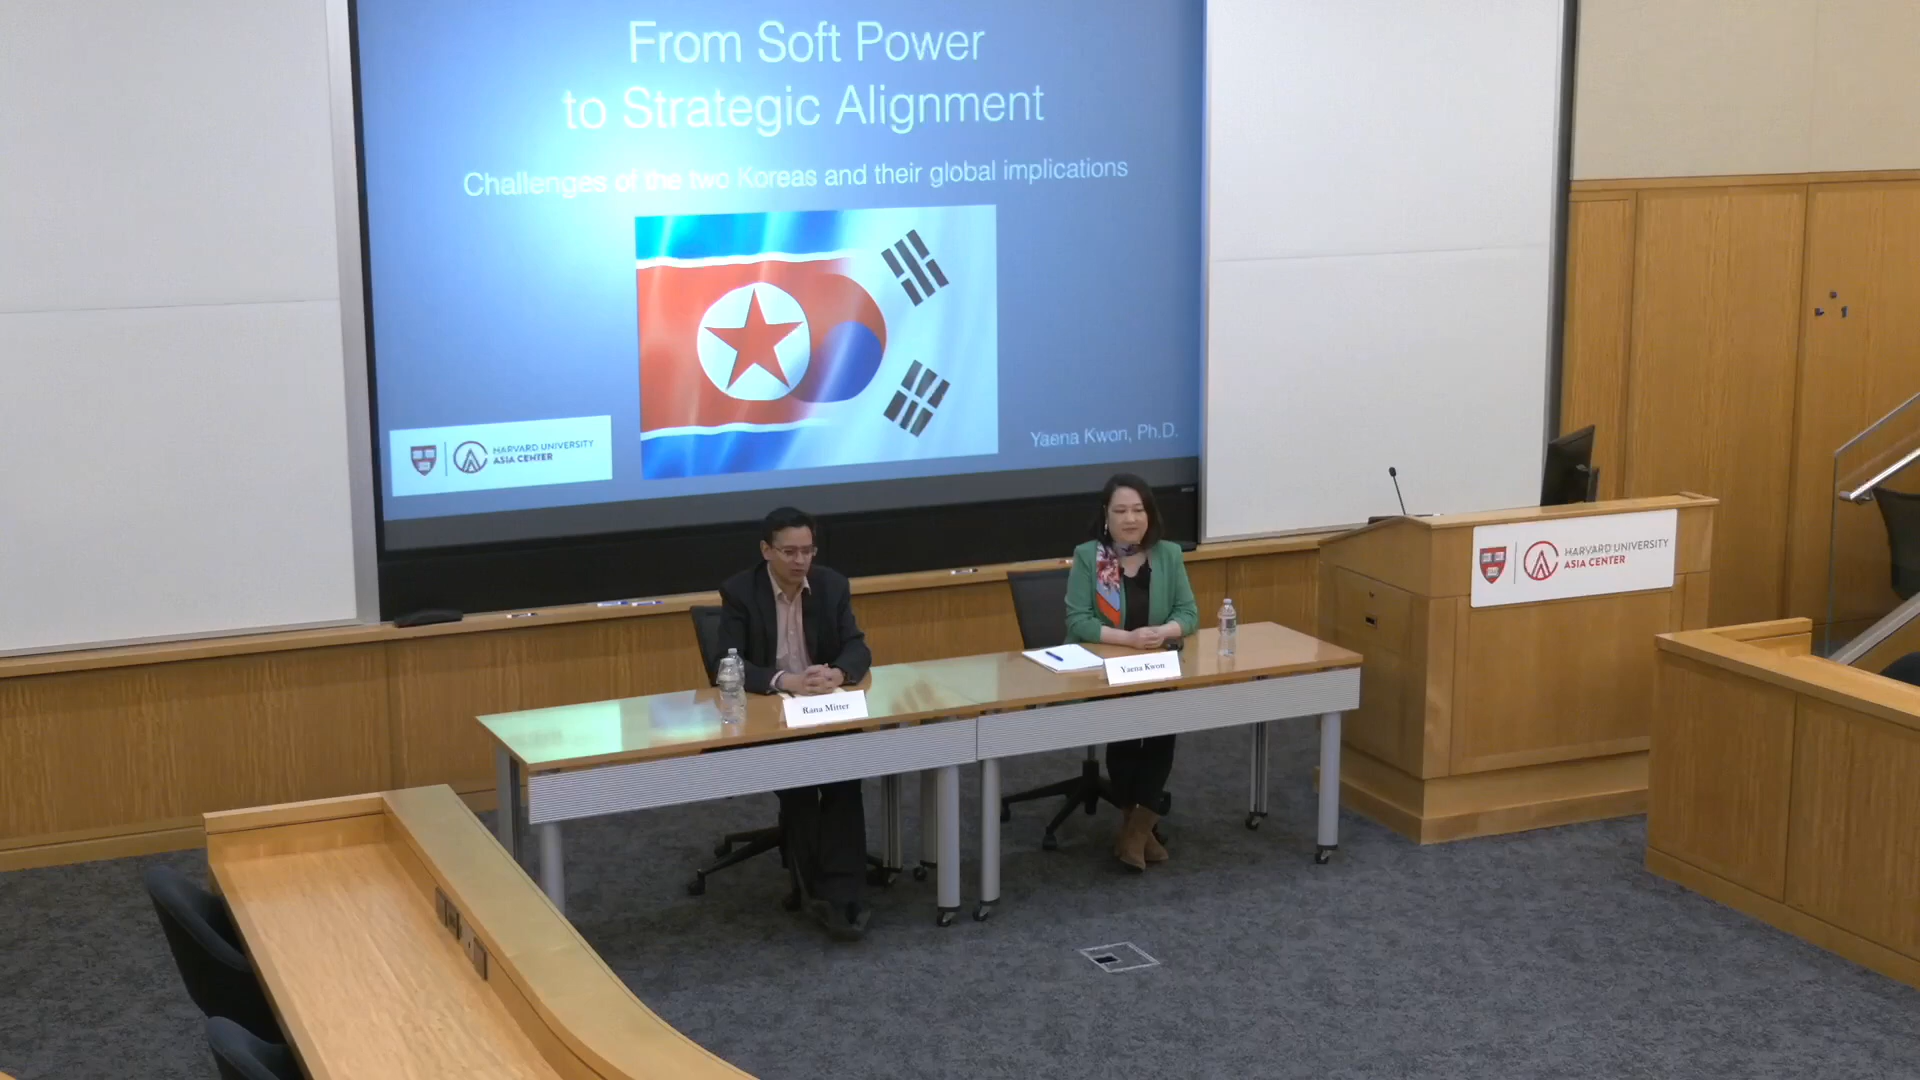 From Soft Power
to Strategic Alignment
Challenges of the two Koreas and their global implications
HARVARD UNIVERSITY
ASIA CENTER
Yaena Kwon, Ph.D.
HARVARD UNIVERSITY
ASIA CENTER
Yaena Kwon
Rana Mitter